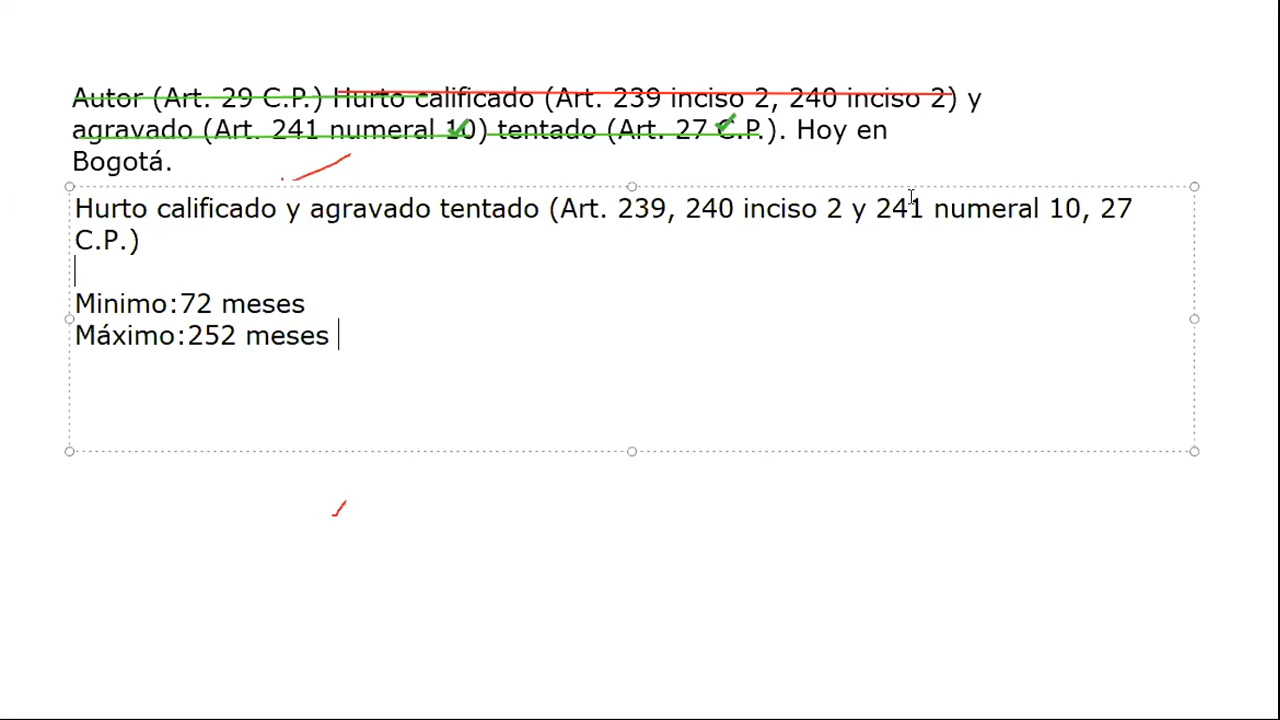 Autor (Art. 29 C.P.) Hurto calificado (Art. 239 inciso 2, 240 inciso 2) y
agravado (Art. 241 numeral 10) tentado (Art. 27 C.P.). Hoy en
Bogotá.
Hurto calificado y agravado tentado (Art. 239, 240 inciso 2 y 241 numeral 10, 27
C.P.)
Minimo:72 meses
Máximo:252 meses